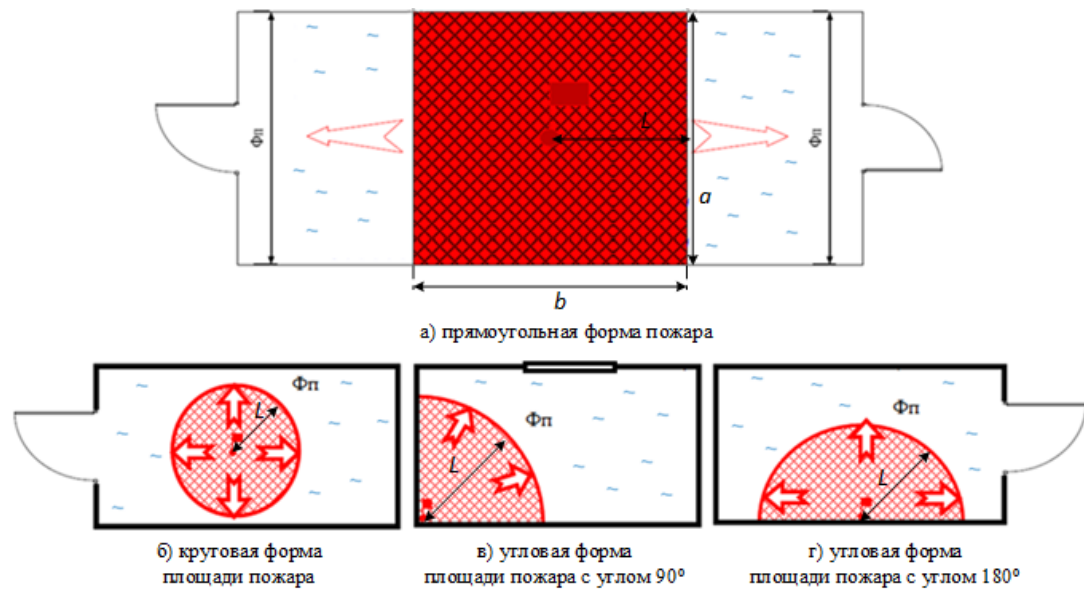 Фп
L
Фп
a
b
а) прямоугольная форма пожара
Фп
L
Фп
L
Фп
L
б) круговая форма
площади пожара
в) угловая форма
площади пожара с углом 90°
г) угловая форма
площади пожара с углом 180°